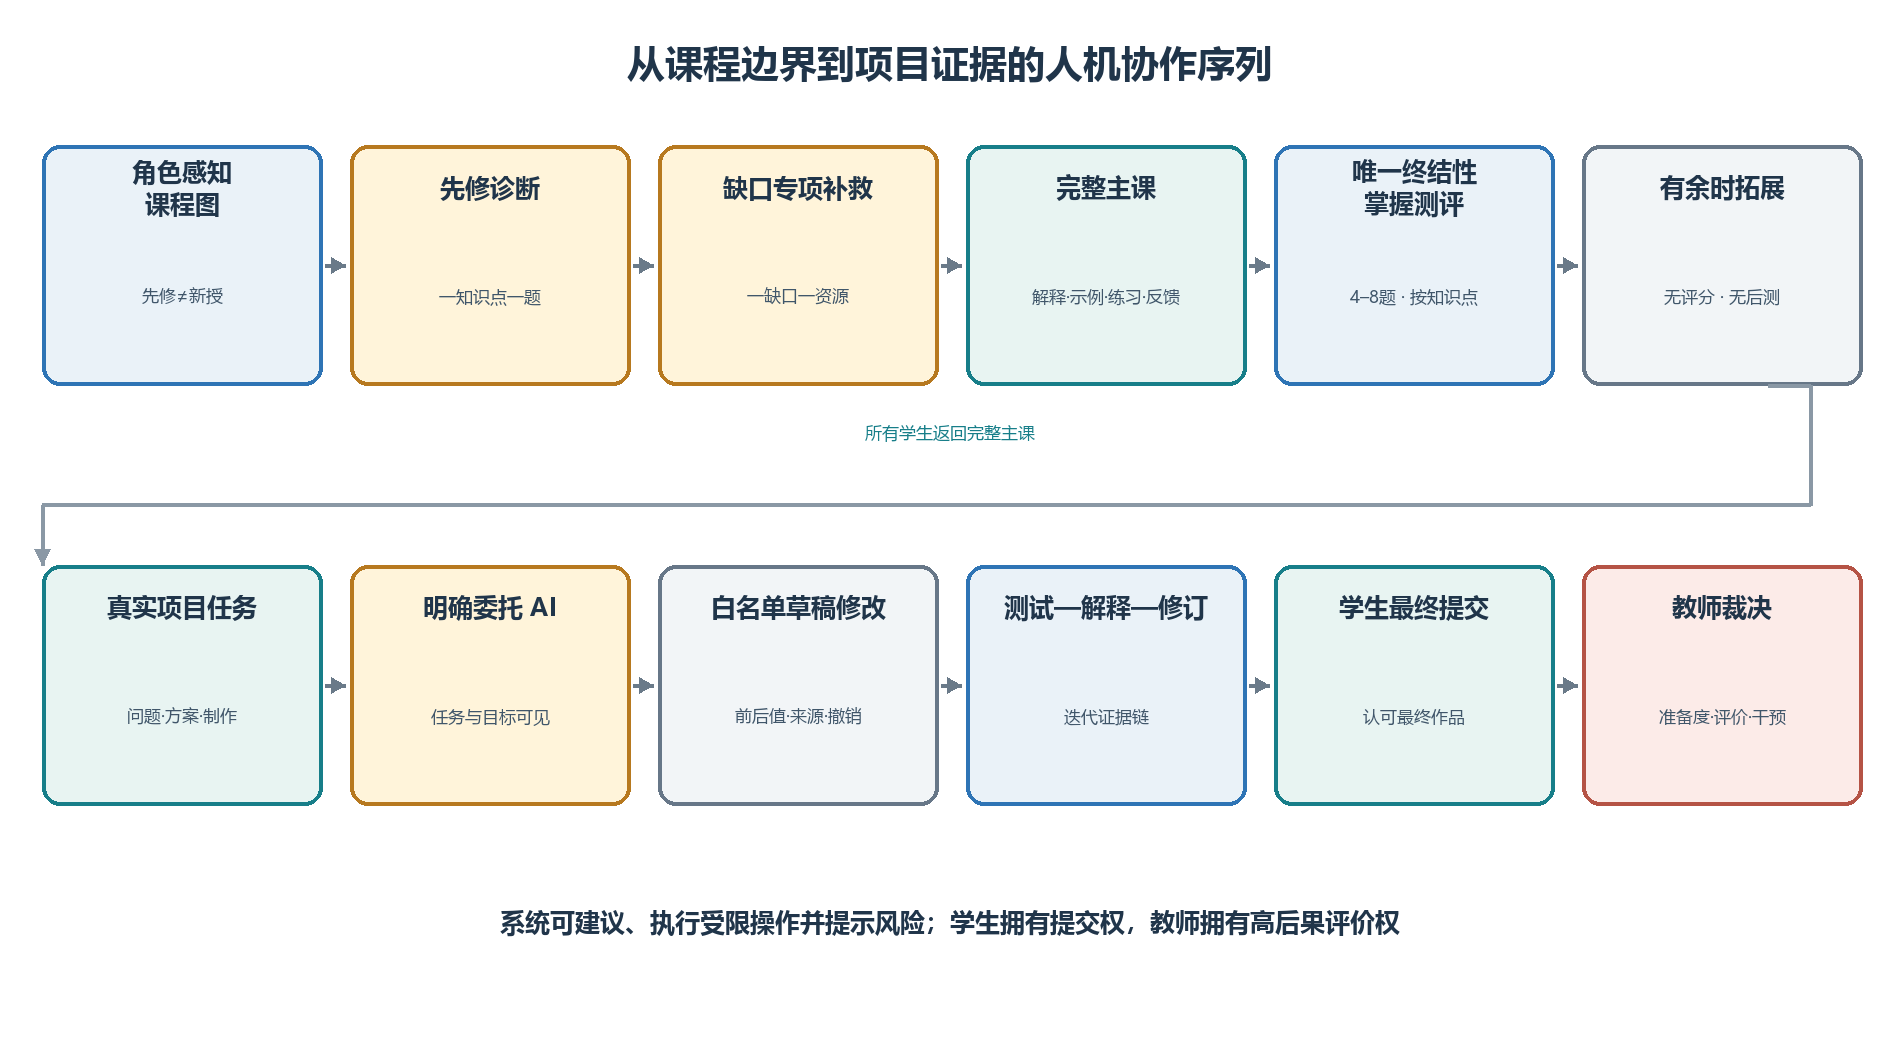 从课程边界到项目证据的人机协作序列
角色感知
课程图
先修≠新授
先修诊断
一知识点一题
缺口专项补救
一缺口一资源
完整主课
解释·示例·练习·反馈
唯一终结性
掌握测评
4–8题 · 按知识点
有余时拓展
无评分 · 无后测
所有学生返回完整主课
真实项目任务
问题·方案·制作
明确委托 AI
任务与目标可见
白名单草稿修改
前后值·来源·撤销
测试—解释—修订
迭代证据链
学生最终提交
认可最终作品
教师裁决
准备度·评价·干预
系统可建议、执行受限操作并提示风险；学生拥有提交权，教师拥有高后果评价权